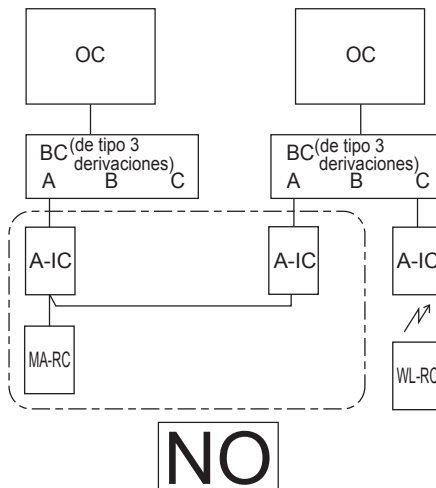 OC
OC
BC (de tipo 3 derivaciones)
A B C
BC (de tipo 3 derivaciones)
A B C
A-IC
A-IC
A-IC
MA-RC
WL-RC
NO